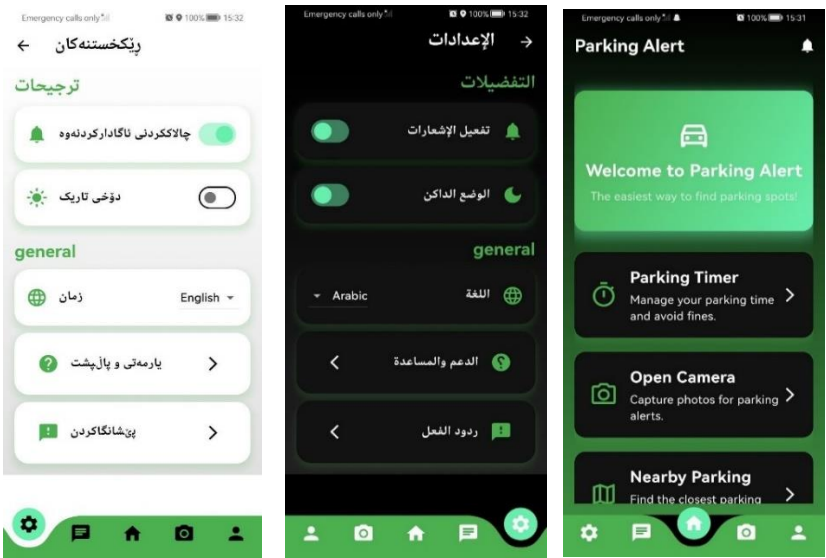 Emergency calls only
100% 15:32
ڕێکخستنەکان
ترجیحات
چالاککردنی ئاگادارکردنەوە
دۆخی تاریک
general
زمان
English
یارمەتی و پاڵپشت
پێشانگاکردن
Emergency calls only
100% 15:32
الإعدادات
التفضيلات
تفعيل الإشعارات
الوضع الداكن
general
اللغة
Arabic
الدعم والمساعدة
ردود الفعل
Emergency calls only
100% 15:31
Parking Alert
Welcome to Parking Alert
The easiest way to find parking spots!
Parking Timer
Manage your parking time
and avoid fines.
Open Camera
Capture photos for parking
alerts.
Nearby Parking
Find the closest parking